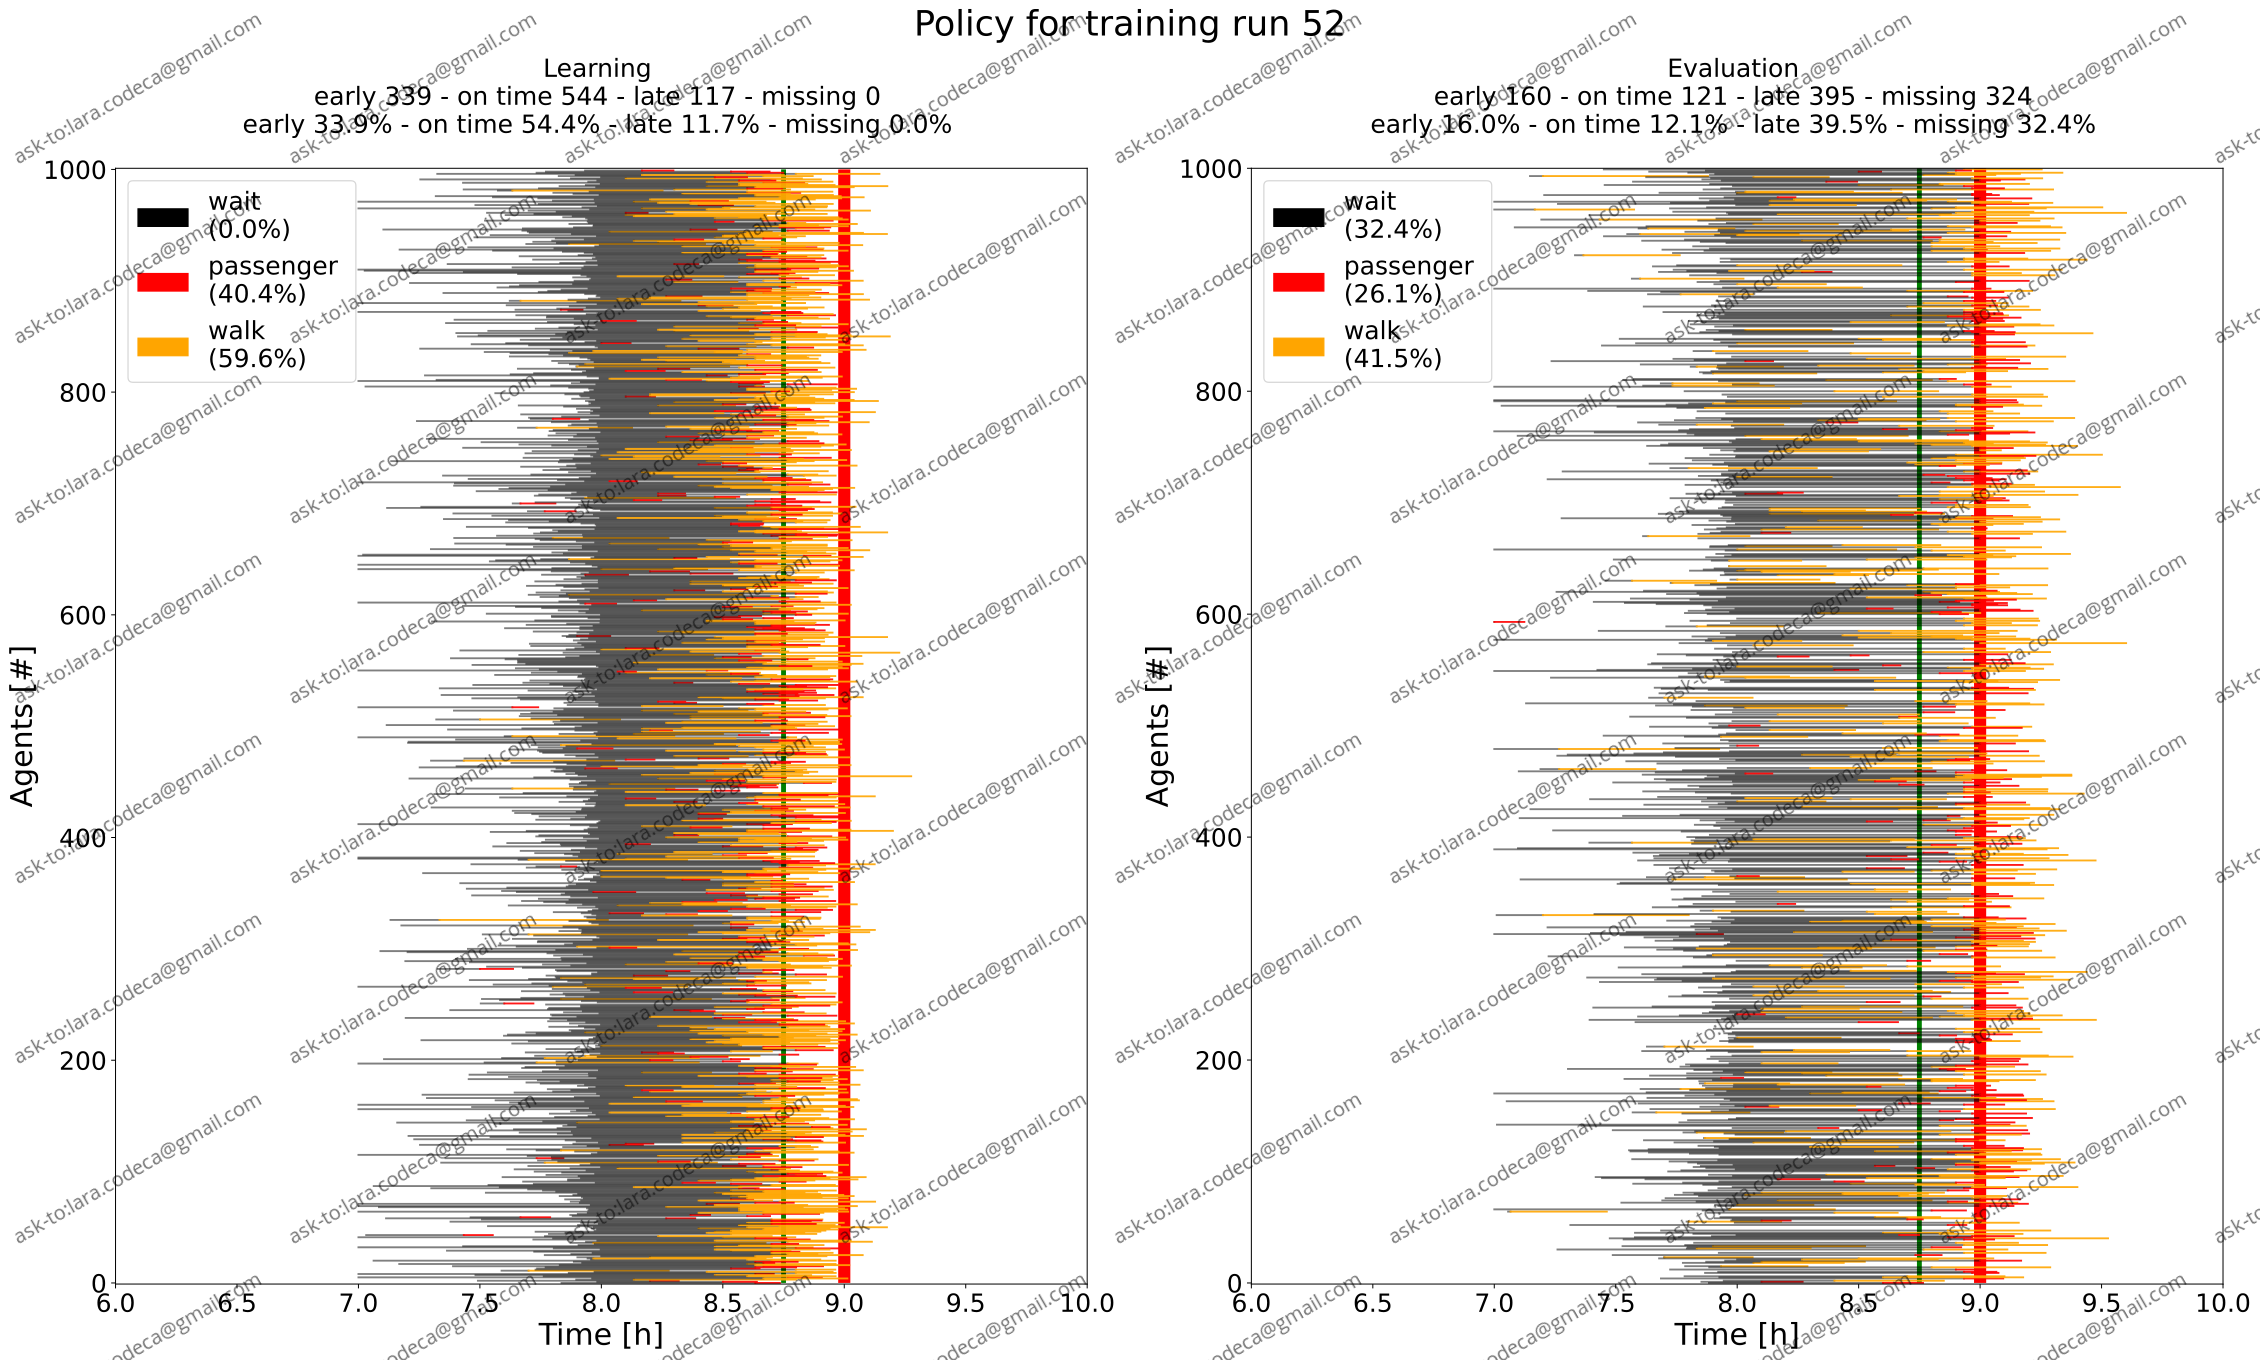 Policy for training run 52
Learning
early 339 - on time 544 - late 117 - missing 0
early 33.9% - on time 54.4% - late 11.7% - missing 0.0%
wait
(0.0%)
passenger
(40.4%)
walk
(59.6%)
Agents [#]
1000
800
600
400
200
0
6.0 6.5 7.0 7.5 8.0 8.5 9.0 9.5 10.0
Time [h]
Evaluation
early 160 - on time 121 - late 395 - missing 324
early 16.0% - on time 12.1% - late 39.5% - missing 32.4%
wait
(32.4%)
passenger
(26.1%)
walk
(41.5%)
Agents [#]
1000
800
600
400
200
0
6.0 6.5 7.0 7.5 8.0 8.5 9.0 9.5 10.0
Time [h]
ask-to:lara.codeca@gmail.com